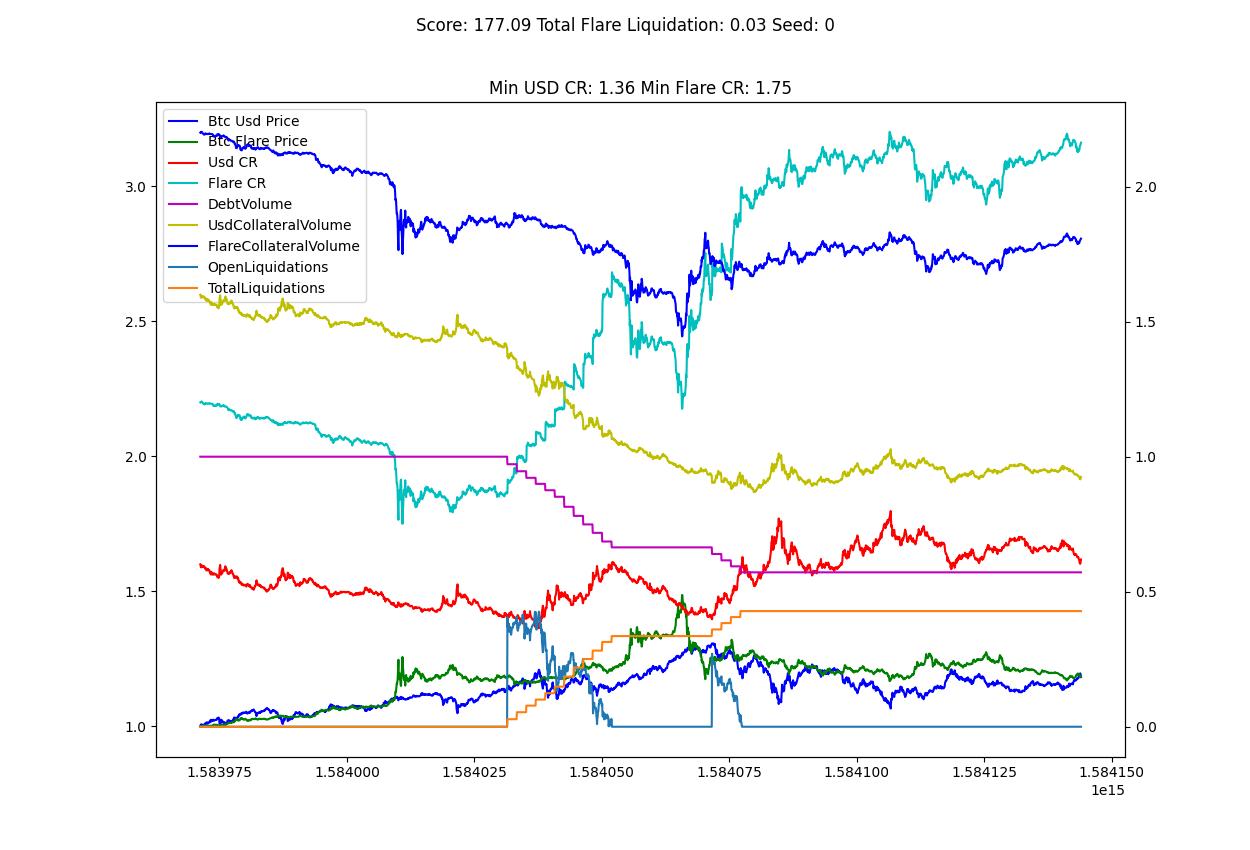 Score: 177.09 Total Flare Liquidation: 0.03 Seed: 0
Min USD CR: 1.36 Min Flare CR: 1.75
Btc Usd Price
Btc Flare Price
Usd CR
Flare CR
DebtVolume
UsdCollateralVolume
FlareCollateralVolume
OpenLiquidations
TotalLiquidations
3.0
2.5
2.0
1.5
1.0
2.0
1.5
1.0
0.5
0.0
1.583975 1.584000 1.584025 1.584050 1.584075 1.584100 1.584125 1.584150
1e15